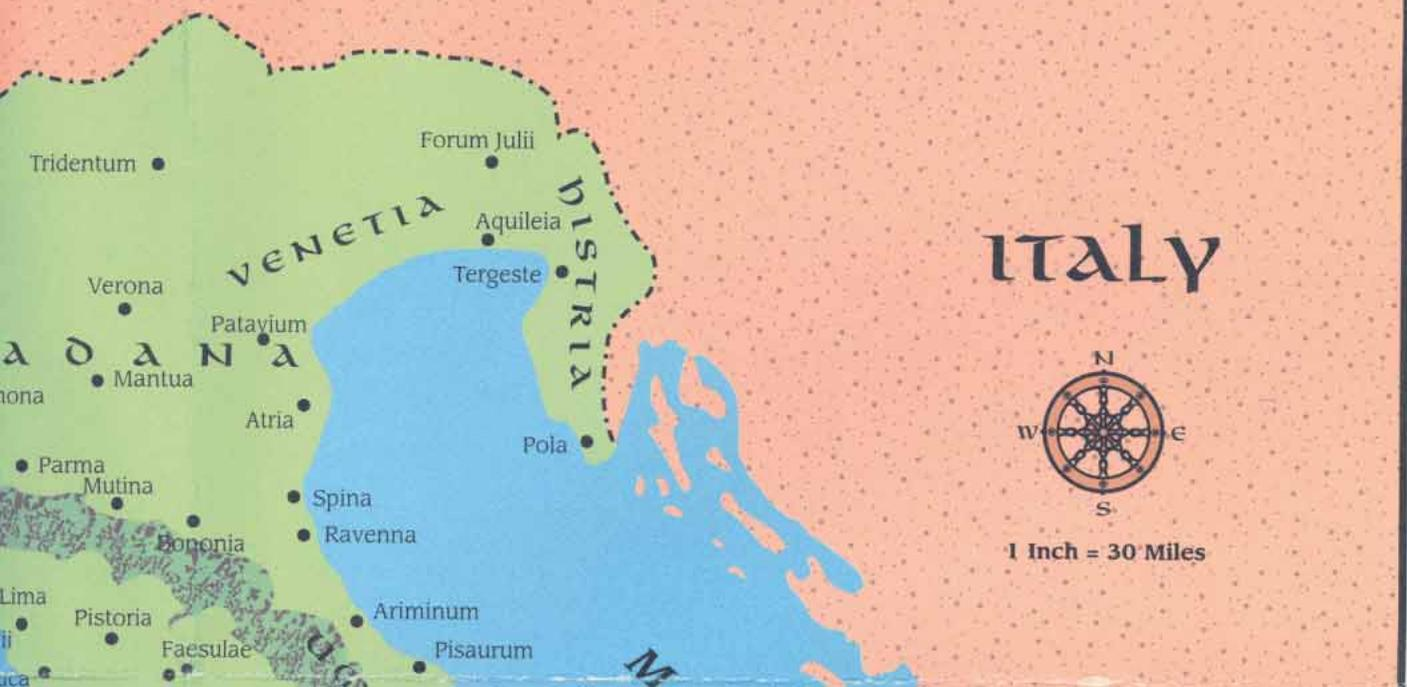 Forum Julii
Tridentum
HISTRIA
VENETIA
Aquileia
ITALY
Tergeste
Verona
Patavium
ADANA
N
Mantua
Atria
W E
Pola
Parma
Mutina
Spina
S
Ravenna
Bononia
1 Inch = 30 Miles
Lima
Ariminum
Pistoria
Faesulae
Pisaurum
M